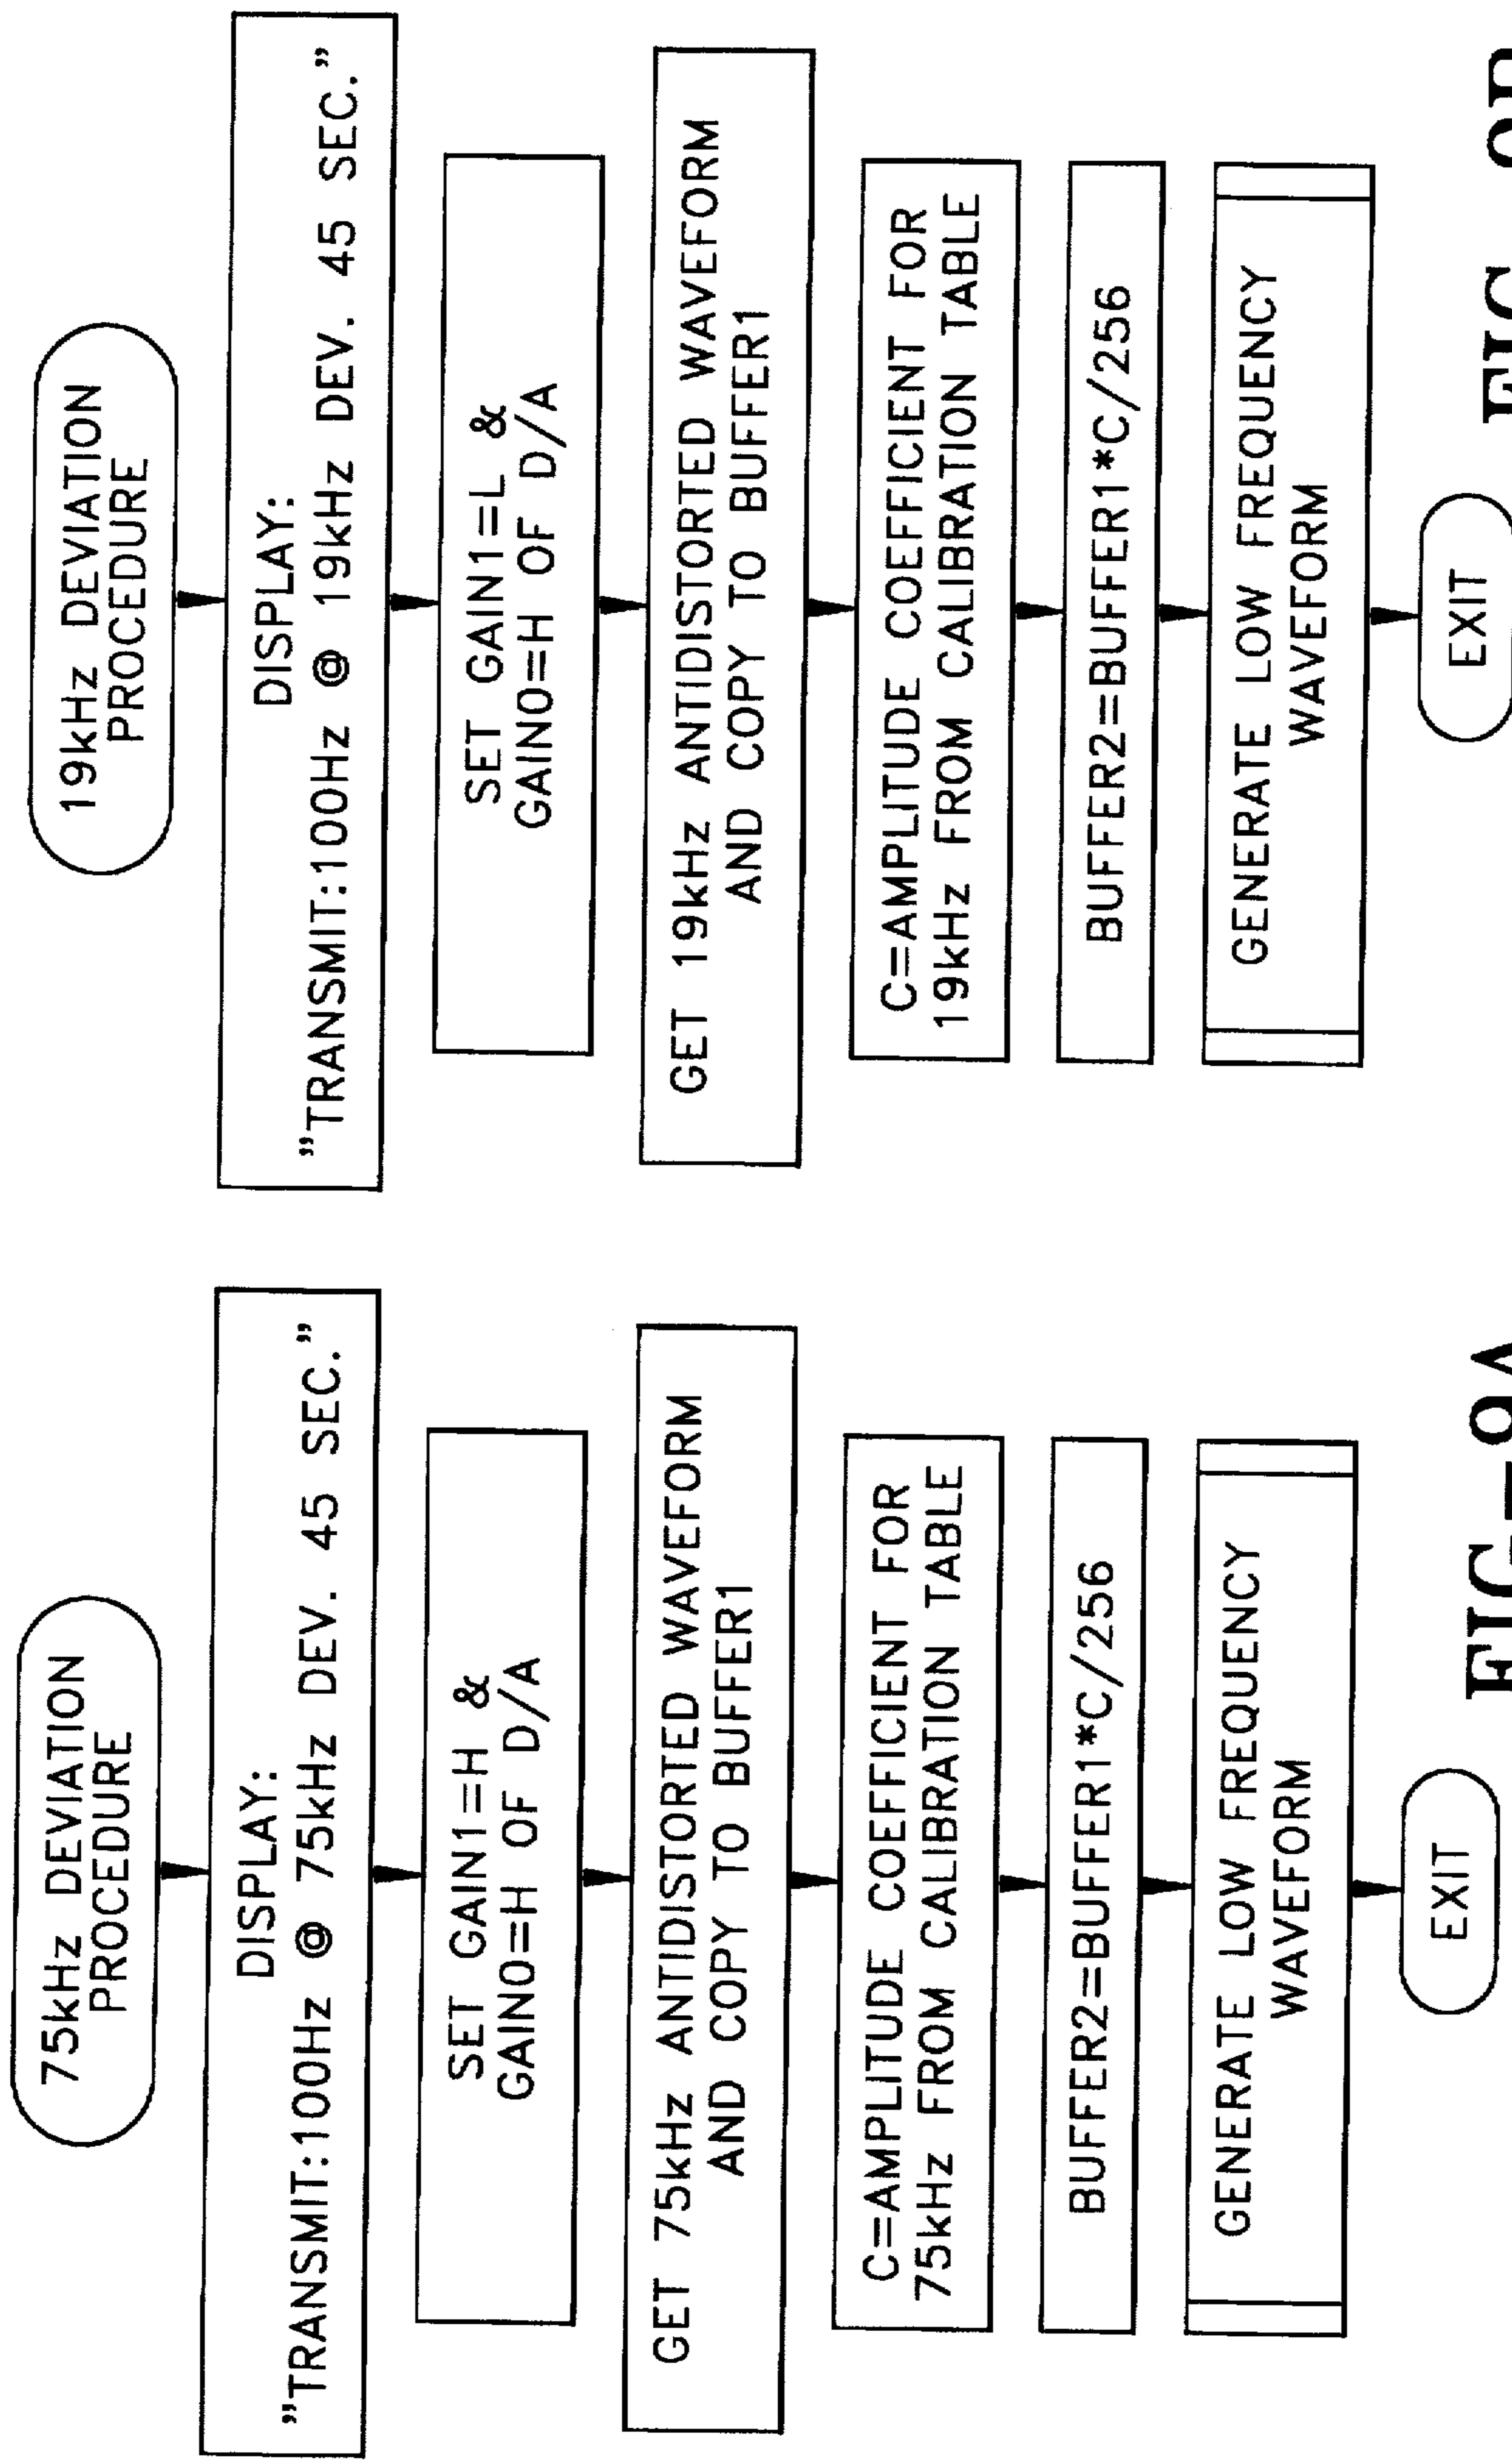 75kHz DEVIATION
PROCEDURE
DISPLAY:
"TRANSMIT:100Hz @ 75kHz DEV. 45 SEC."
SET GAIN1=H &
GAIN0=H OF D/A
GET 75kHz ANTIDISTORTED WAVEFORM
AND COPY TO BUFFER1
C=AMPLITUDE COEFFICIENT FOR
75kHz FROM CALIBRATION TABLE
BUFFER2=BUFFER1*C/256
GENERATE LOW FREQUENCY
WAVEFORM
EXIT
19kHz DEVIATION
PROCEDURE
DISPLAY:
"TRANSMIT:100Hz @ 19kHz DEV. 45 SEC."
SET GAIN1=L &
GAIN0=H OF D/A
GET 19kHz ANTIDISTORTED WAVEFORM
AND COPY TO BUFFER1
C=AMPLITUDE COEFFICIENT FOR
19kHz FROM CALIBRATION TABLE
BUFFER2=BUFFER1*C/256
GENERATE LOW FREQUENCY
WAVEFORM
EXIT